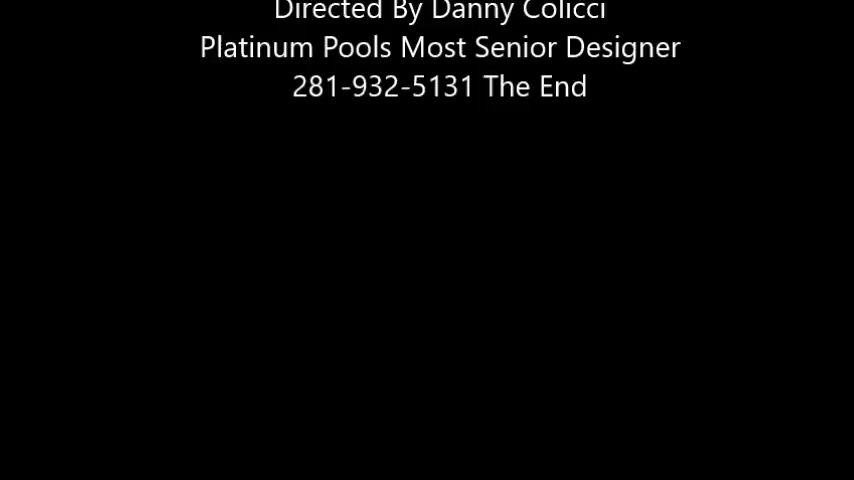 Directed By Danny Colicci
Platinum Pools Most Senior Designer
281-932-5131 The End